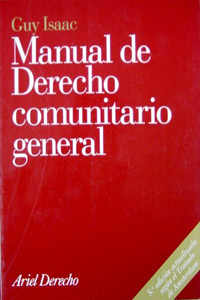 Guy Isaac
Manual de
Derecho
comunitario
general
5.ª edición actualizada
según el Tratado
de Amsterdam
Ariel Derecho